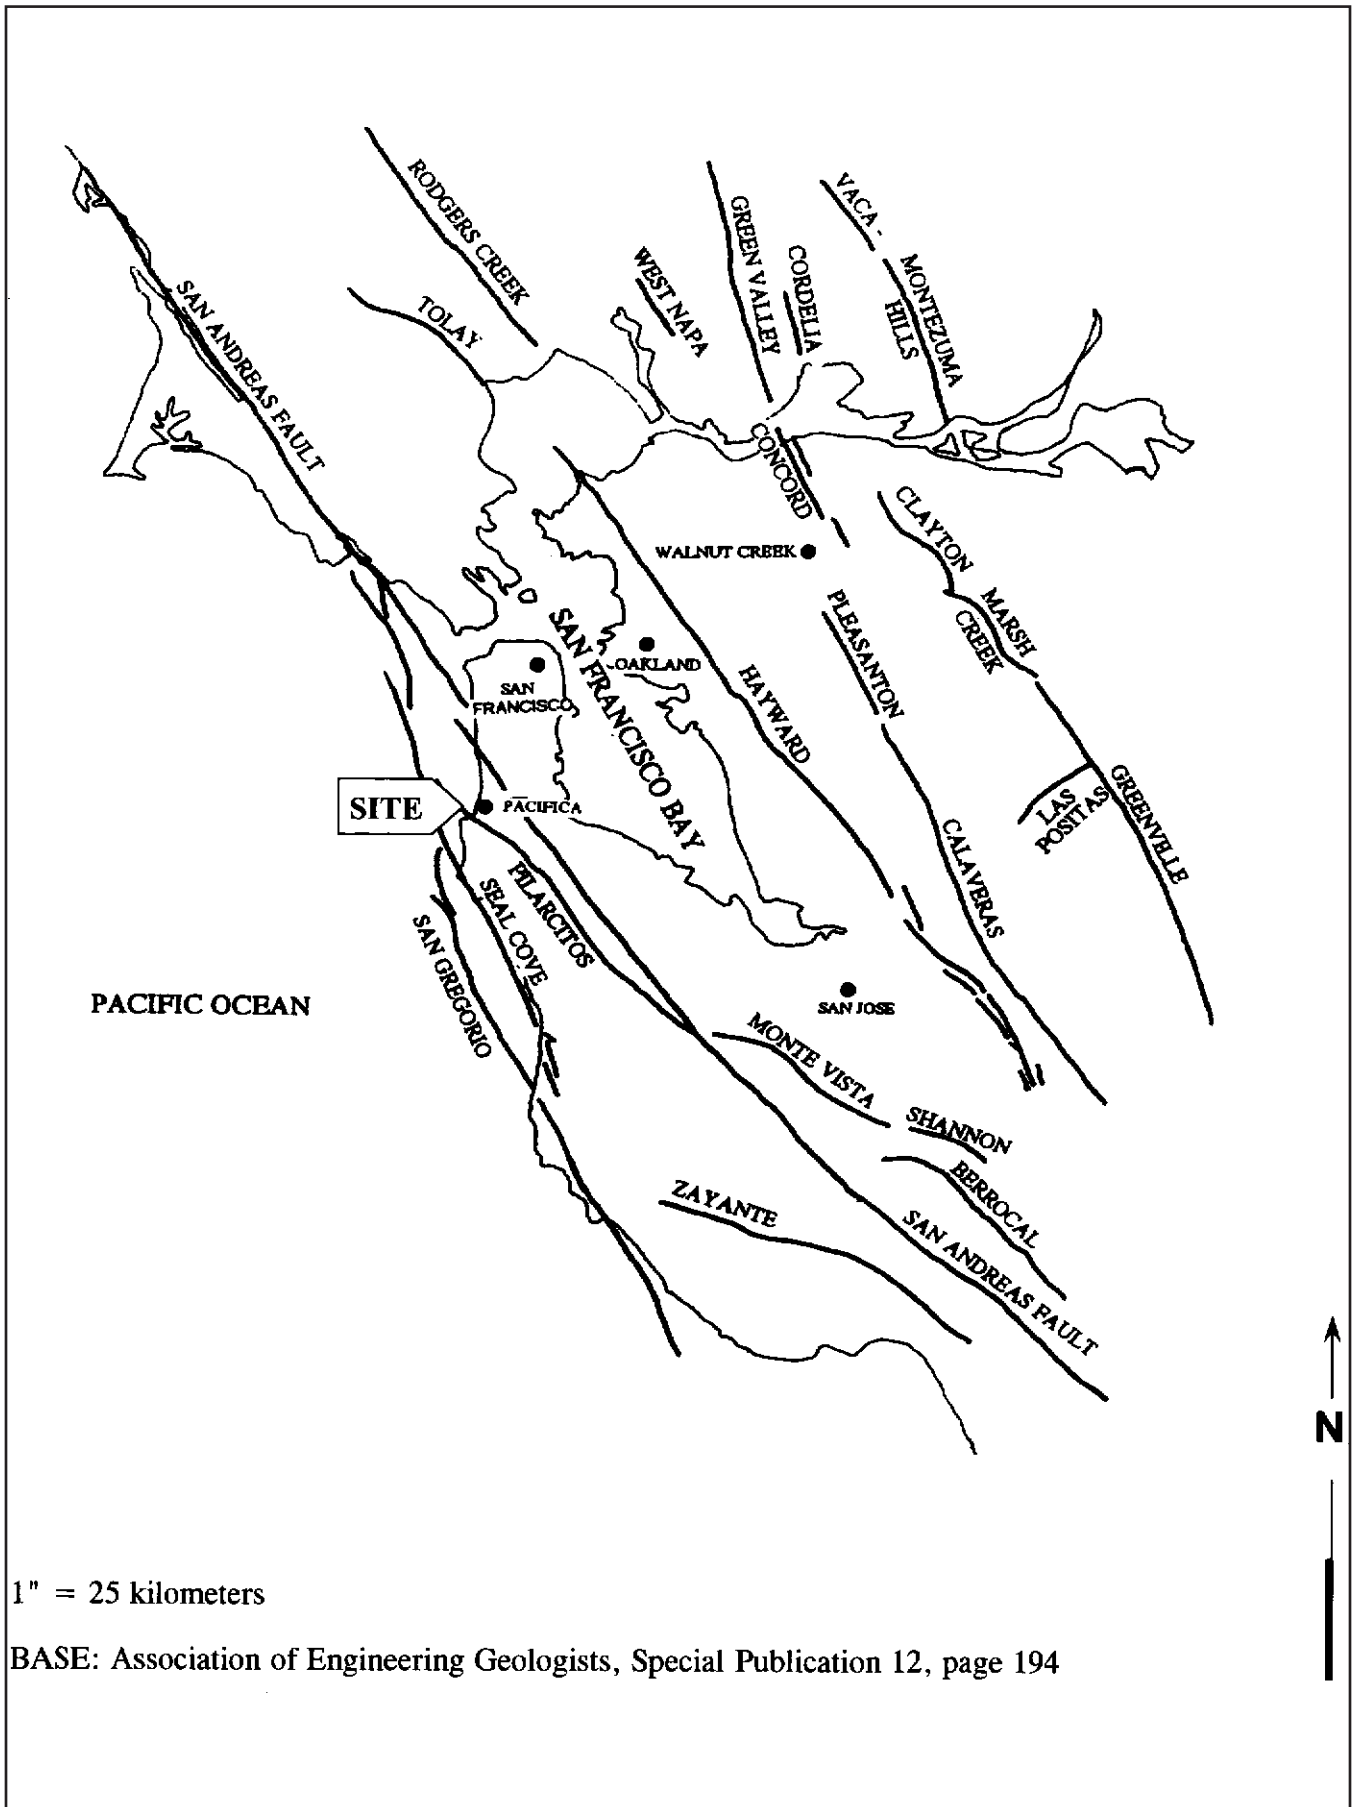 RODGERS CREEK
TOLAY
SAN ANDREAS FAULT
WEST NAPA
GREEN VALLEY
CORDELIA
VACA -
MONTEZUMA
HILLS
CONCORD
CLAYTON
MARSH
CREEK
WALNUT CREEK
PLEASANTON
OAKLAND
SAN
FRANCISCO
SAN FRANCISCO BAY
HAYWARD
SITE
PACIFICA
LAS
POSITAS
GREENVILLE
CALAVERAS
PILARCITOS
SEAL COVE
SAN GREGORIO
PACIFIC OCEAN
SAN JOSE
MONTE VISTA
SHANNON
BERROCAL
ZAYANTE
SAN ANDREAS FAULT
N
1" = 25 kilometers
BASE: Association of Engineering Geologists, Special Publication 12, page 194